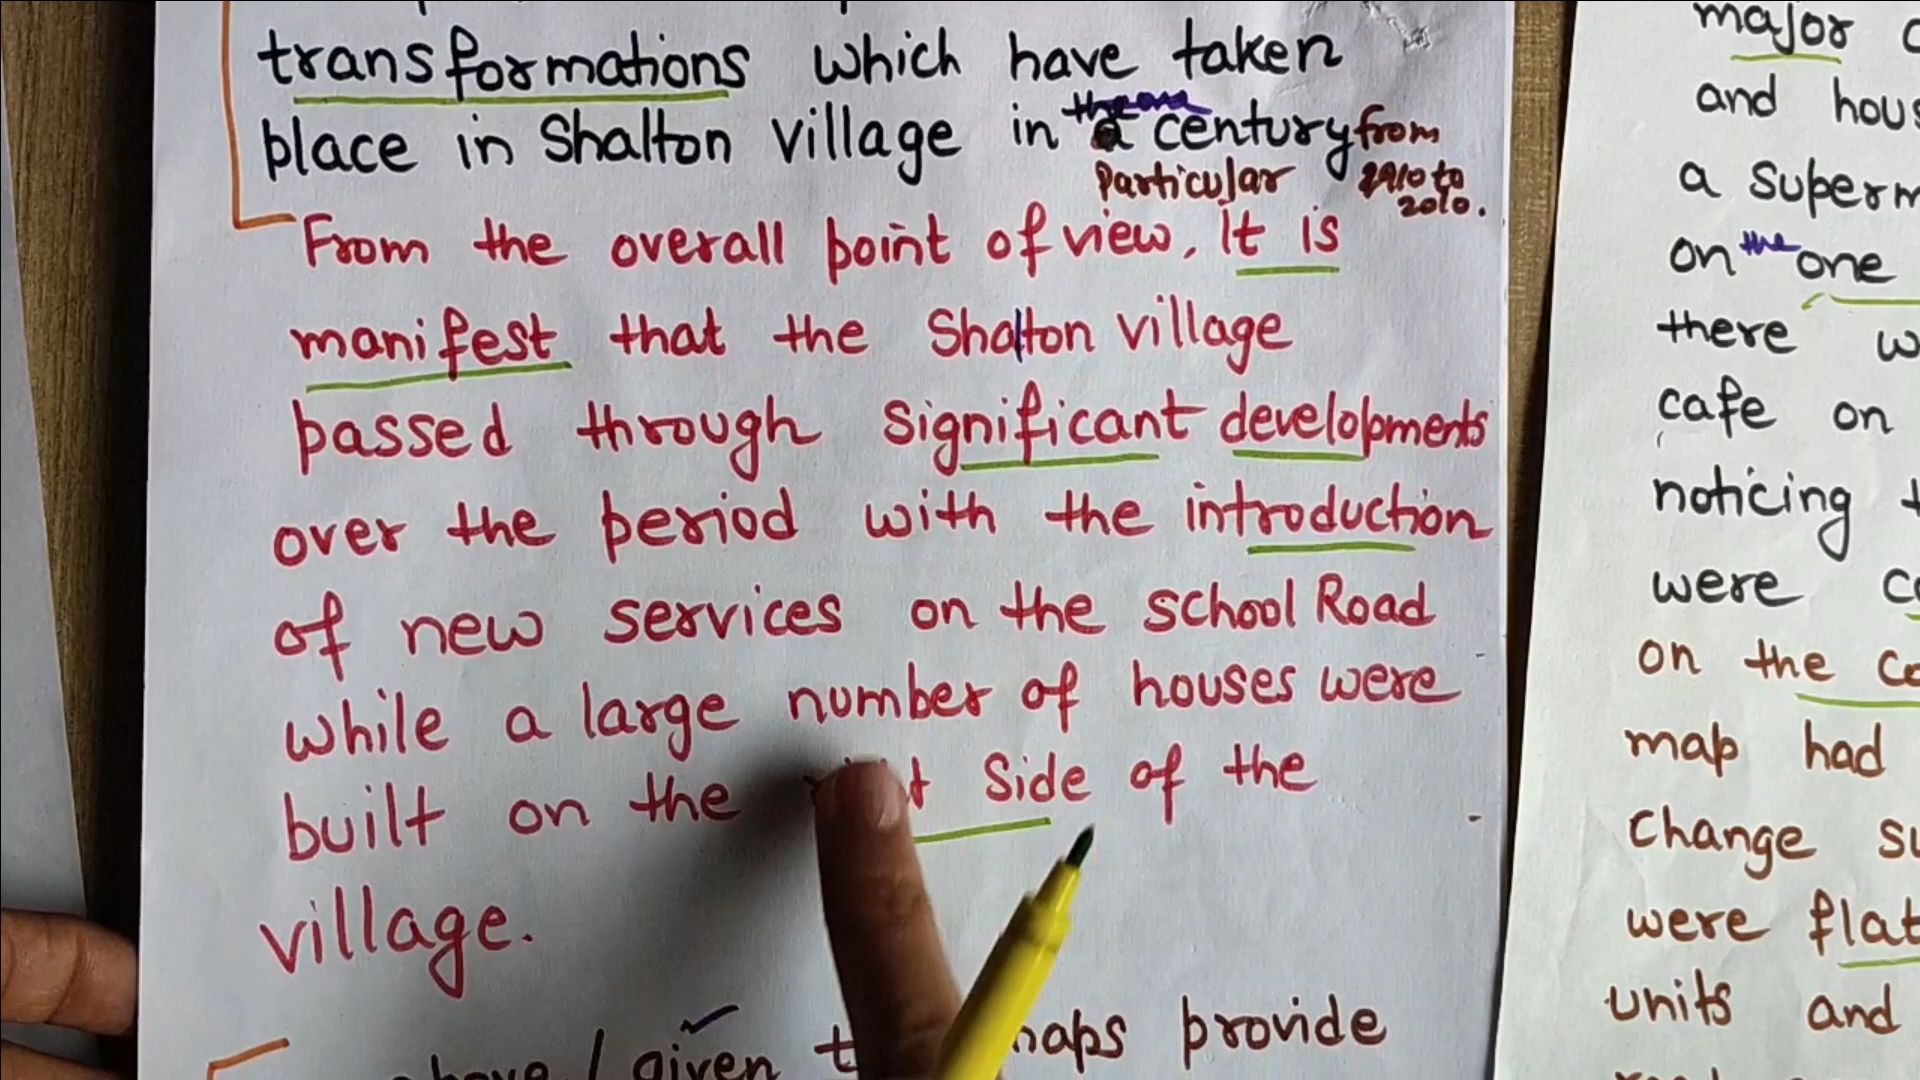 transformations which have taken
place in Shalton village in a century from
Particular 1910 to
2010.
From the overall point of view, it is
manifest that the Shalton village
passed through significant developments
over the period with the introduction
of new services on the school Road
while a large number of houses were
built on the side of the
village.
given maps provide
major
and
a
on the one
there
cafe on
noticing
were
on the
map had
change
were
units and